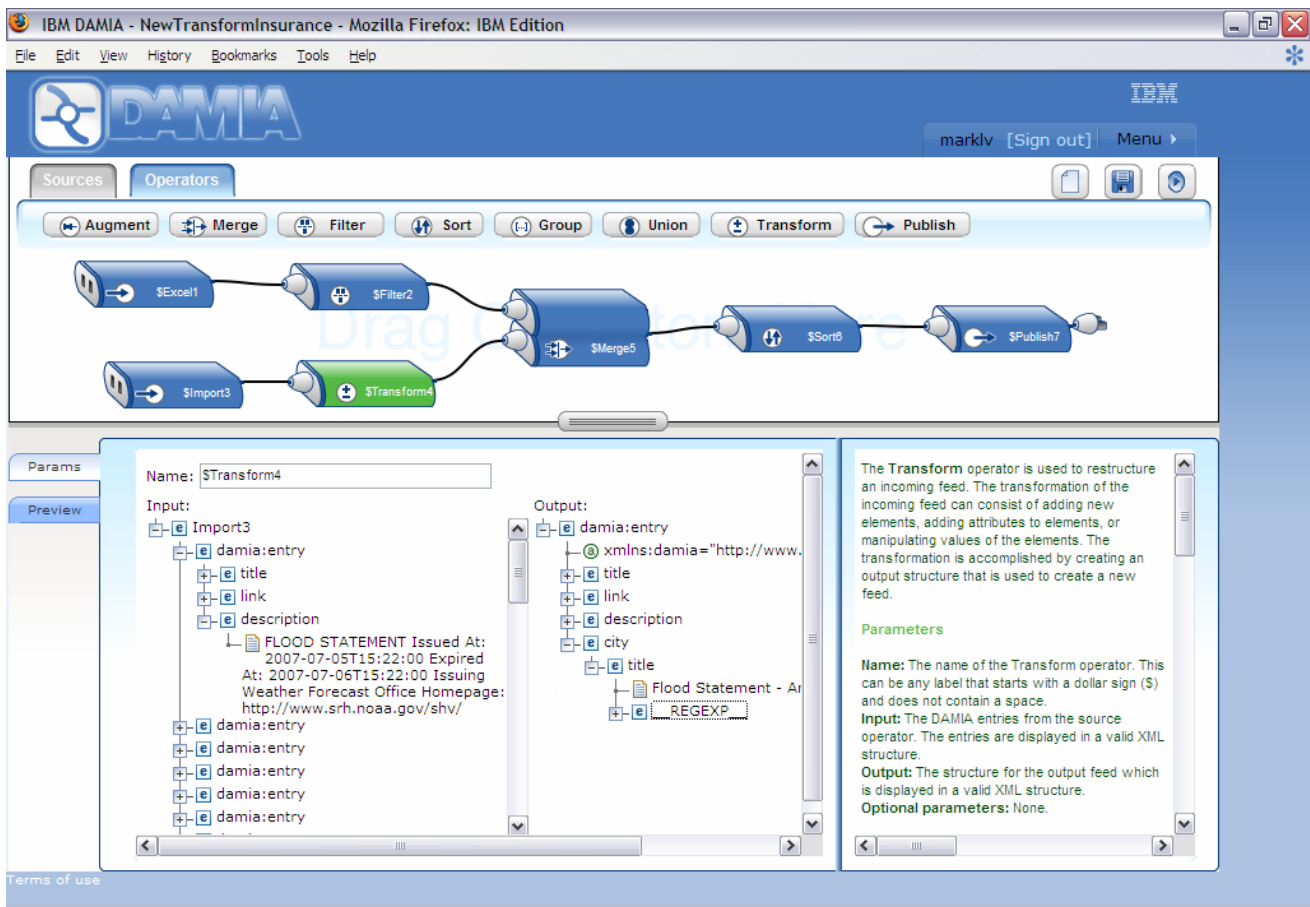 IBM DAMIA - NewTransformInsurance - Mozilla Firefox: IBM Edition
File Edit View History Bookmarks Tools Help
DAMIA
IBM
marklv [Sign out] Menu
Sources Operators
Augment Merge Filter Sort Group Union Transform Publish
$Excel1 $Filter2
Drag
$Merge5 $Sort6 $Publish7
$Import3 $Transform4
Params
Preview
Name: $Transform4
Input:
Import3
damia:entry
title
link
description
FLOOD STATEMENT Issued At:
2007-07-05T15:22:00 Expired
At: 2007-07-06T15:22:00 Issuing
Weather Forecast Office Homepage:
http://www.srh.noaa.gov/shv/
damia:entry
damia:entry
damia:entry
damia:entry
damia:entry
Output:
damia:entry
xmlns:damia="http://www.
title
link
description
city
title
Flood Statement - Ar
__REGEXP__
The Transform operator is used to restructure
an incoming feed. The transformation of the
incoming feed can consist of adding new
elements, adding attributes to elements, or
manipulating values of the elements. The
transformation is accomplished by creating an
output structure that is used to create a new
feed.
Parameters
Name: The name of the Transform operator. This
can be any label that starts with a dollar sign ($)
and does not contain a space.
Input: The DAMIA entries from the source
operator. The entries are displayed in a valid XML
structure.
Output: The structure for the output feed which
is displayed in a valid XML structure.
Optional parameters: None.
Terms of use